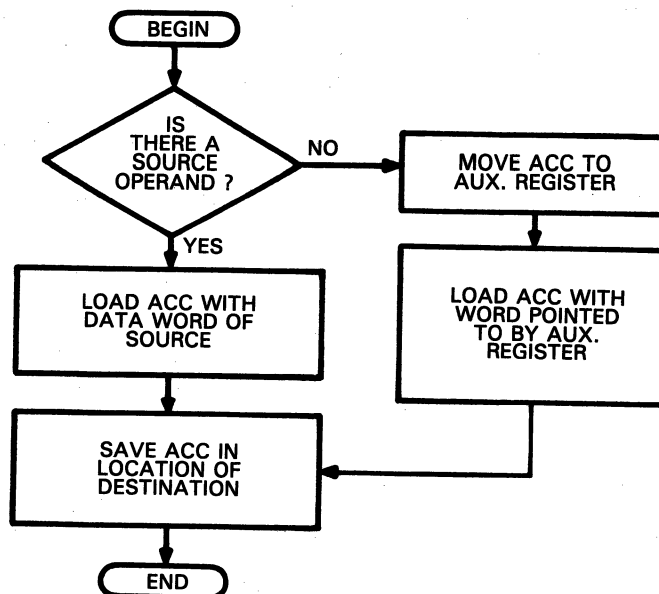 BEGIN
IS
THERE A
SOURCE
OPERAND ?
NO
MOVE ACC TO
AUX. REGISTER
YES
LOAD ACC WITH
DATA WORD OF
SOURCE
LOAD ACC WITH
WORD POINTED
TO BY AUX.
REGISTER
SAVE ACC IN
LOCATION OF
DESTINATION
END